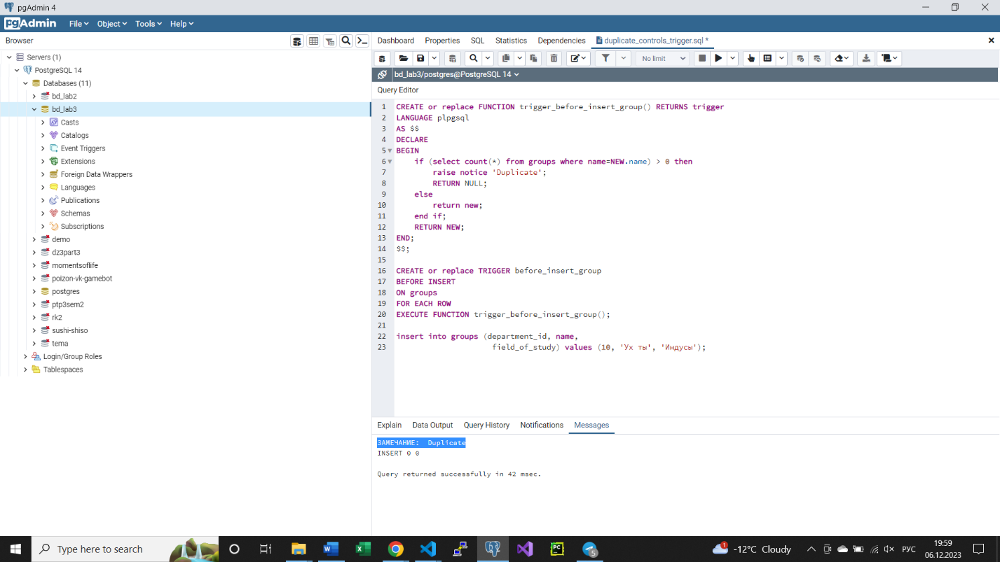 pgAdmin 4
pgAdmin File Object Tools Help
Browser
Servers (1)
PostgreSQL 14
Databases (11)
bd_lab2
bd_lab3
Casts
Catalogs
Event Triggers
Extensions
Foreign Data Wrappers
Languages
Publications
Schemas
Subscriptions
demo
dz3part3
momentsoflife
poizon-vk-gamebot
postgres
ptp3sem2
rk2
sushi-shiso
tema
Login/Group Roles
Tablespaces
Dashboard Properties SQL Statistics Dependencies duplicate_controls_trigger.sql *
No limit
bd_lab3/postgres@PostgreSQL 14
Query Editor
1 CREATE or replace FUNCTION trigger_before_insert_group() RETURNS trigger
2 LANGUAGE plpgsql
3 AS $$
4 DECLARE
5 BEGIN
6 if (select count(*) from groups where name=NEW.name) > 0 then
7 raise notice 'Duplicate';
8 RETURN NULL;
9 else
10 return new;
11 end if;
12 RETURN NEW;
13 END;
14 $$;
15
16 CREATE or replace TRIGGER before_insert_group
17 BEFORE INSERT
18 ON groups
19 FOR EACH ROW
20 EXECUTE FUNCTION trigger_before_insert_group();
21
22 insert into groups (department_id, name,
23 field_of_study) values (10, 'Ух ты', 'Индусы');
Explain Data Output Query History Notifications Messages
ЗАМЕЧАНИЕ: Duplicate
INSERT 0 0
Query returned successfully in 42 msec.
Type here to search
1
5
-12°C Cloudy
РУС
19:59
06.12.2023